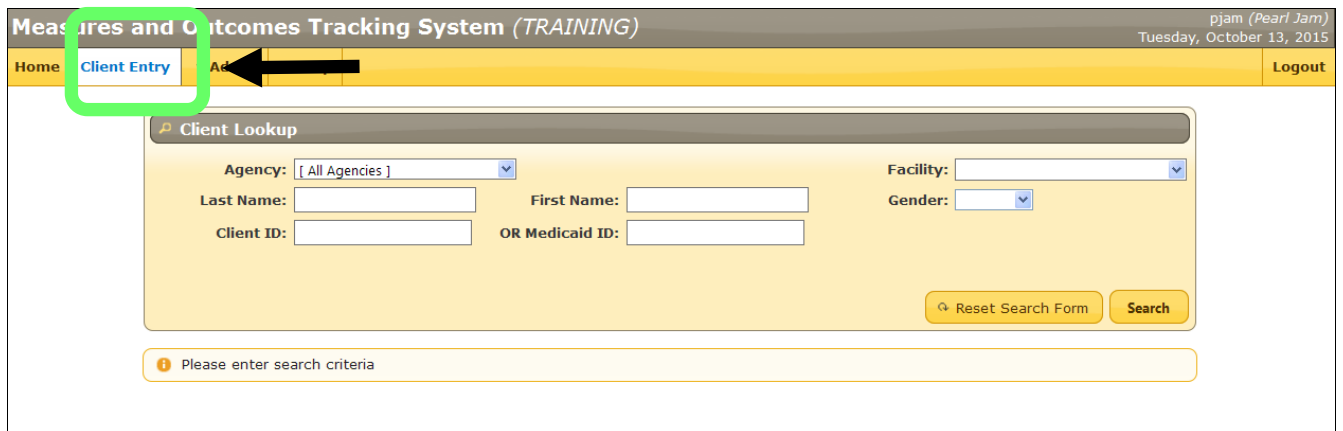 Measures and Outcomes Tracking System (TRAINING)
pjam (Pearl Jam)
Tuesday, October 13, 2015
Home Client Entry Logout
Client Lookup
Agency: [ All Agencies ] Facility:
Last Name: First Name: Gender:
Client ID: OR Medicaid ID:
Reset Search Form Search
Please enter search criteria